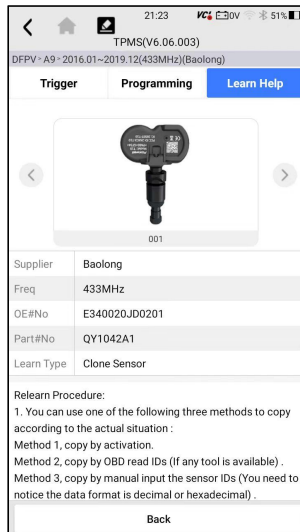 21:23 VCI 0V 51%
TPMS(V6.06.003)
DFPV > A9 > 2016.01~2019.12(433MHz)(Baolong)
Trigger Programming Learn Help
001
Supplier Baolong
Freq 433MHz
OE#No E340020JD0201
Part#No QY1042A1
Learn Type Clone Sensor
Relearn Procedure:
1. You can use one of the following three methods to copy
according to the actual situation :
Method 1, copy by activation.
Method 2, copy by OBD read IDs (If any tool is available) .
Method 3, copy by manual input the sensor IDs (You need to
notice the data format is decimal or hexadecimal) .
Back